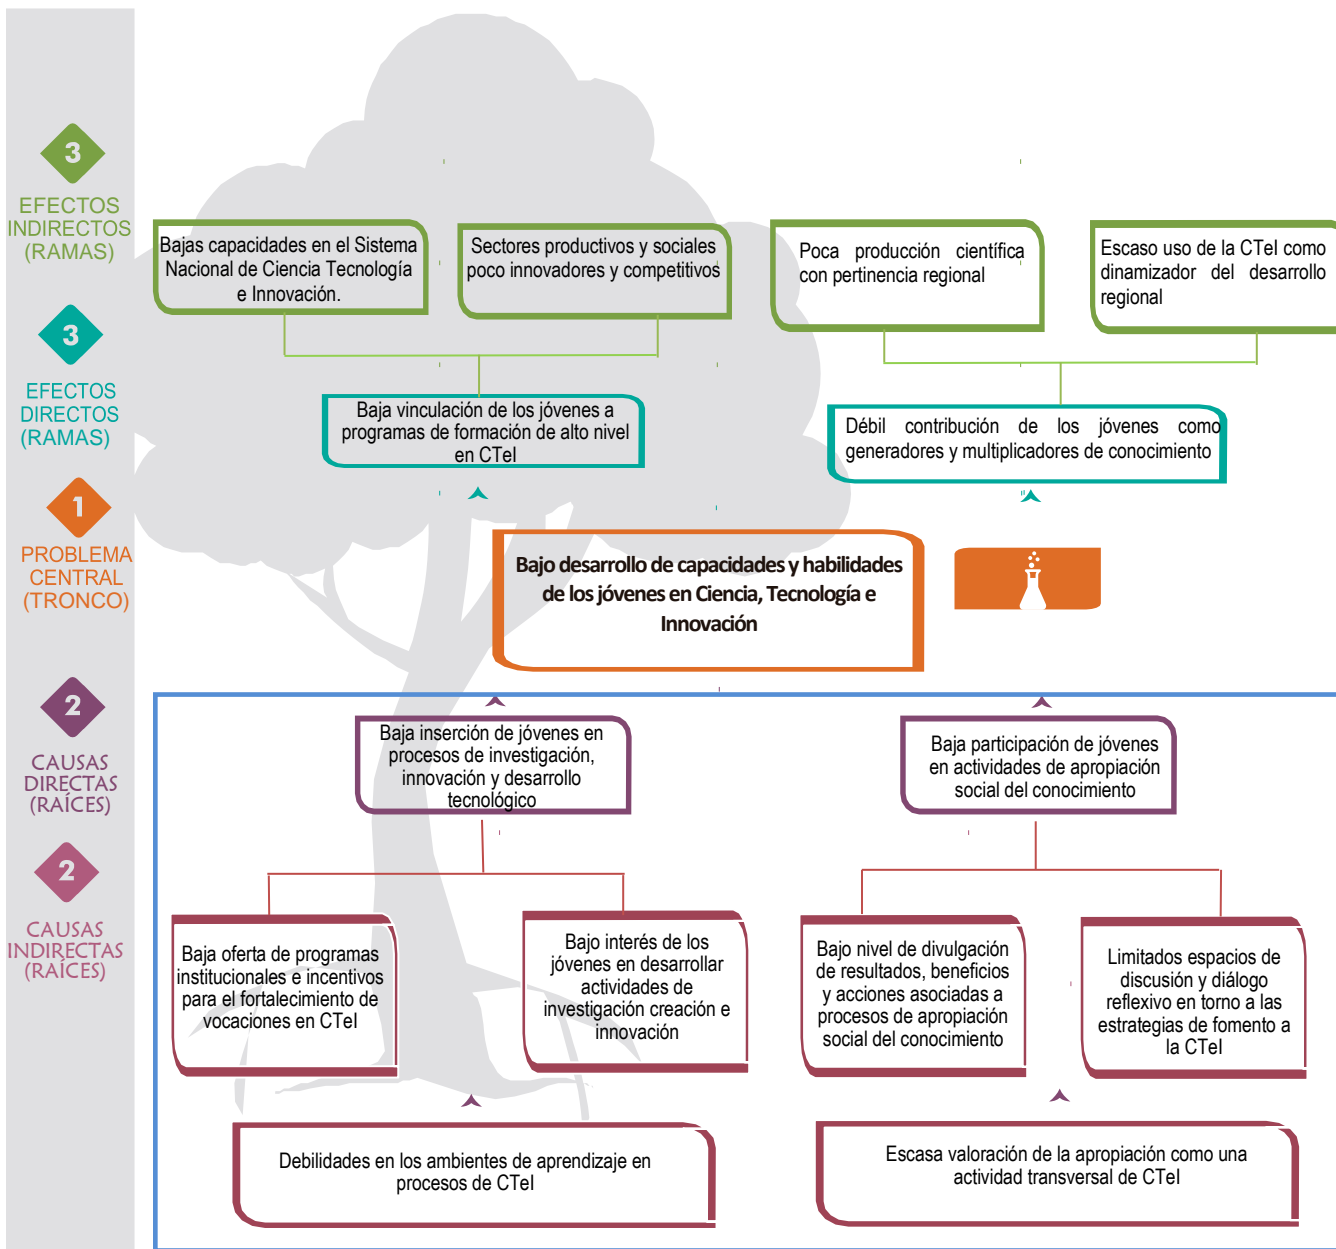 3
EFECTOS
INDIRECTOS
(RAMAS)
Bajas capacidades en el Sistema
Nacional de Ciencia Tecnología
e Innovación.
Sectores productivos y sociales
poco innovadores y competitivos
Poca producción científica
con pertinencia regional
Escaso uso de la CTeI como
dinamizador del desarrollo
regional
3
EFECTOS
DIRECTOS
(RAMAS)
Baja vinculación de los jóvenes a
programas de formación de alto nivel
en CTeI
Débil contribución de los jóvenes como
generadores y multiplicadores de conocimiento
1
PROBLEMA
CENTRAL
(TRONCO)
Bajo desarrollo de capacidades y habilidades
de los jóvenes en Ciencia, Tecnología e
Innovación
2
CAUSAS
DIRECTAS
(RAÍCES)
Baja inserción de jóvenes en
procesos de investigación,
innovación y desarrollo
tecnológico
Baja participación de jóvenes
en actividades de apropiación
social del conocimiento
2
CAUSAS
INDIRECTAS
(RAÍCES)
Baja oferta de programas
institucionales e incentivos
para el fortalecimiento de
vocaciones en CTeI
Bajo interés de los
jóvenes en desarrollar
actividades de
investigación creación e
innovación
Bajo nivel de divulgación
de resultados, beneficios
y acciones asociadas a
procesos de apropiación
social del conocimiento
Limitados espacios de
discusión y diálogo
reflexivo en torno a las
estrategias de fomento a
la CTeI
Debilidades en los ambientes de aprendizaje en
procesos de CTeI
Escasa valoración de la apropiación como una
actividad transversal de CTeI